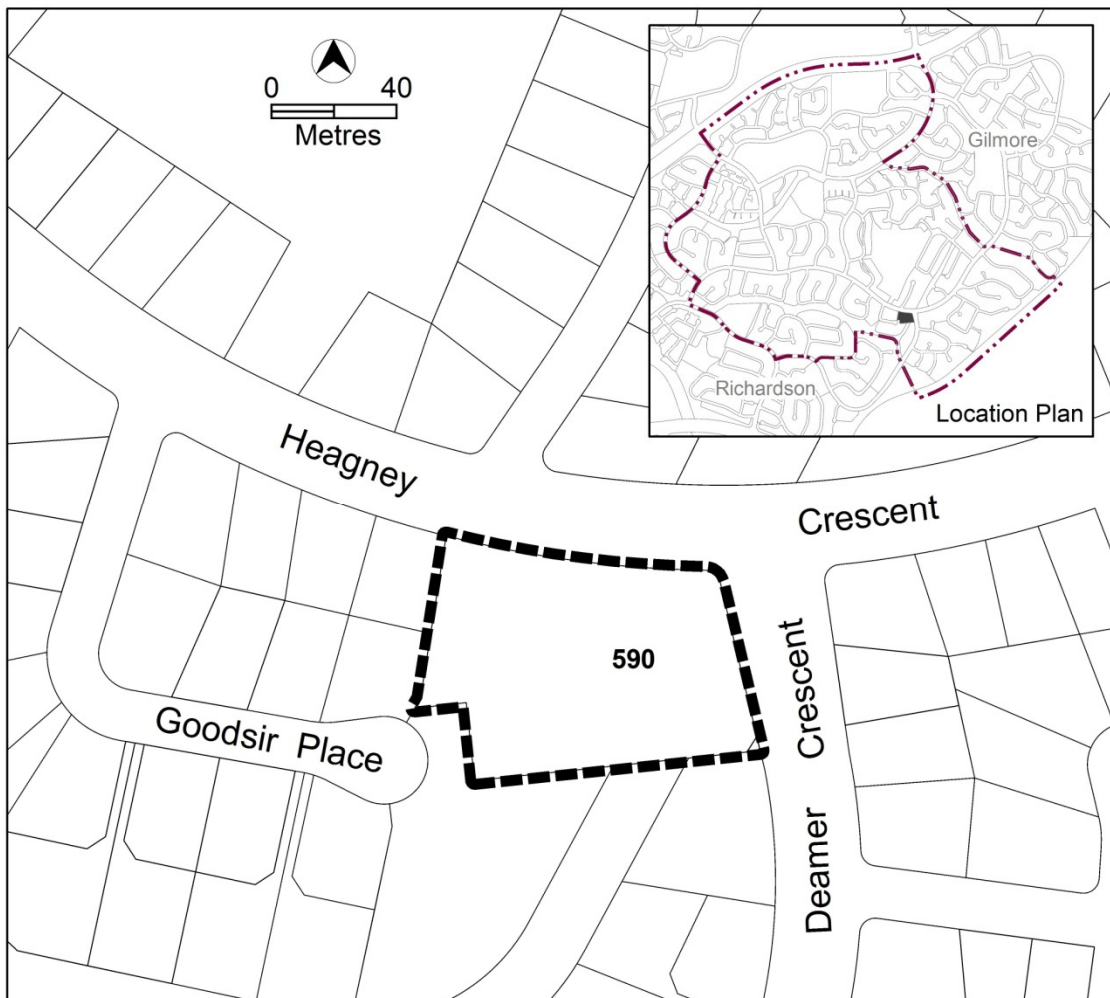 0 40
Metres
Gilmore
Richardson
Location Plan
Heagney
Crescent
590
Goodsir Place
Deamer Crescent